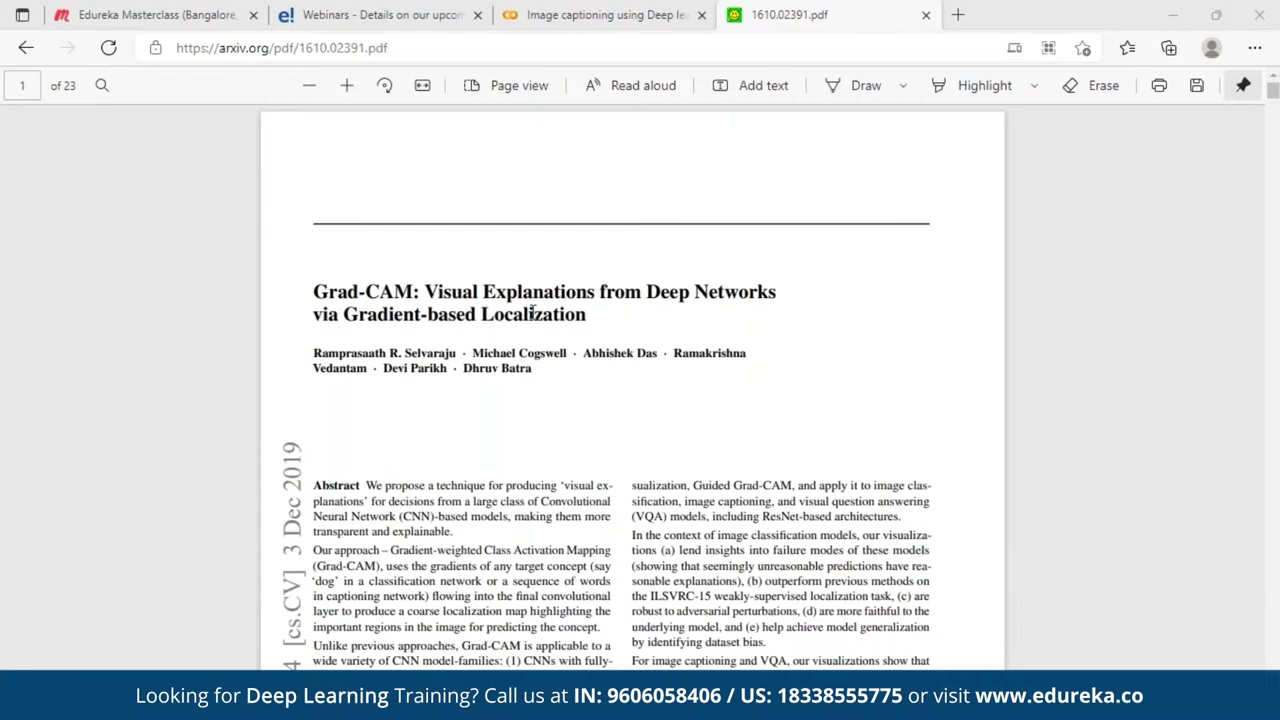 Edureka Masterclass (Bangalore,
Webinars - Details on our upcon
Image captioning using Deep le
1610.02391.pdf
https://arxiv.org/pdf/1610.02391.pdf
1 of 23
Page view
Read aloud
Add text
Draw
Highlight
Erase
Grad-CAM: Visual Explanations from Deep Networks
via Gradient-based Localization
Ramprasaath R. Selvaraju · Michael Cogswell · Abhishek Das · Ramakrishna
Vedantam · Devi Parikh · Dhruv Batra
[cs.CV] 3 Dec 2019
Abstract We propose a technique for producing ‘visual ex-
planations’ for decisions from a large class of Convolutional
Neural Network (CNN)-based models, making them more
transparent and explainable.
Our approach – Gradient-weighted Class Activation Mapping
(Grad-CAM), uses the gradients of any target concept (say
‘dog’ in a classification network or a sequence of words
in captioning network) flowing into the final convolutional
layer to produce a coarse localization map highlighting the
important regions in the image for predicting the concept.
Unlike previous approaches, Grad-CAM is applicable to a
wide variety of CNN model-families: (1) CNNs with fully-
sualization, Guided Grad-CAM, and apply it to image clas-
sification, image captioning, and visual question answering
(VQA) models, including ResNet-based architectures.
In the context of image classification models, our visualiza-
tions (a) lend insights into failure modes of these models
(showing that seemingly unreasonable predictions have rea-
sonable explanations), (b) outperform previous methods on
the ILSVRC-15 weakly-supervised localization task, (c) are
robust to adversarial perturbations, (d) are more faithful to the
underlying model, and (e) help achieve model generalization
by identifying dataset bias.
For image captioning and VQA, our visualizations show that
Looking for Deep Learning Training? Call us at IN: 9606058406 / US: 18338555775 or visit www.edureka.co